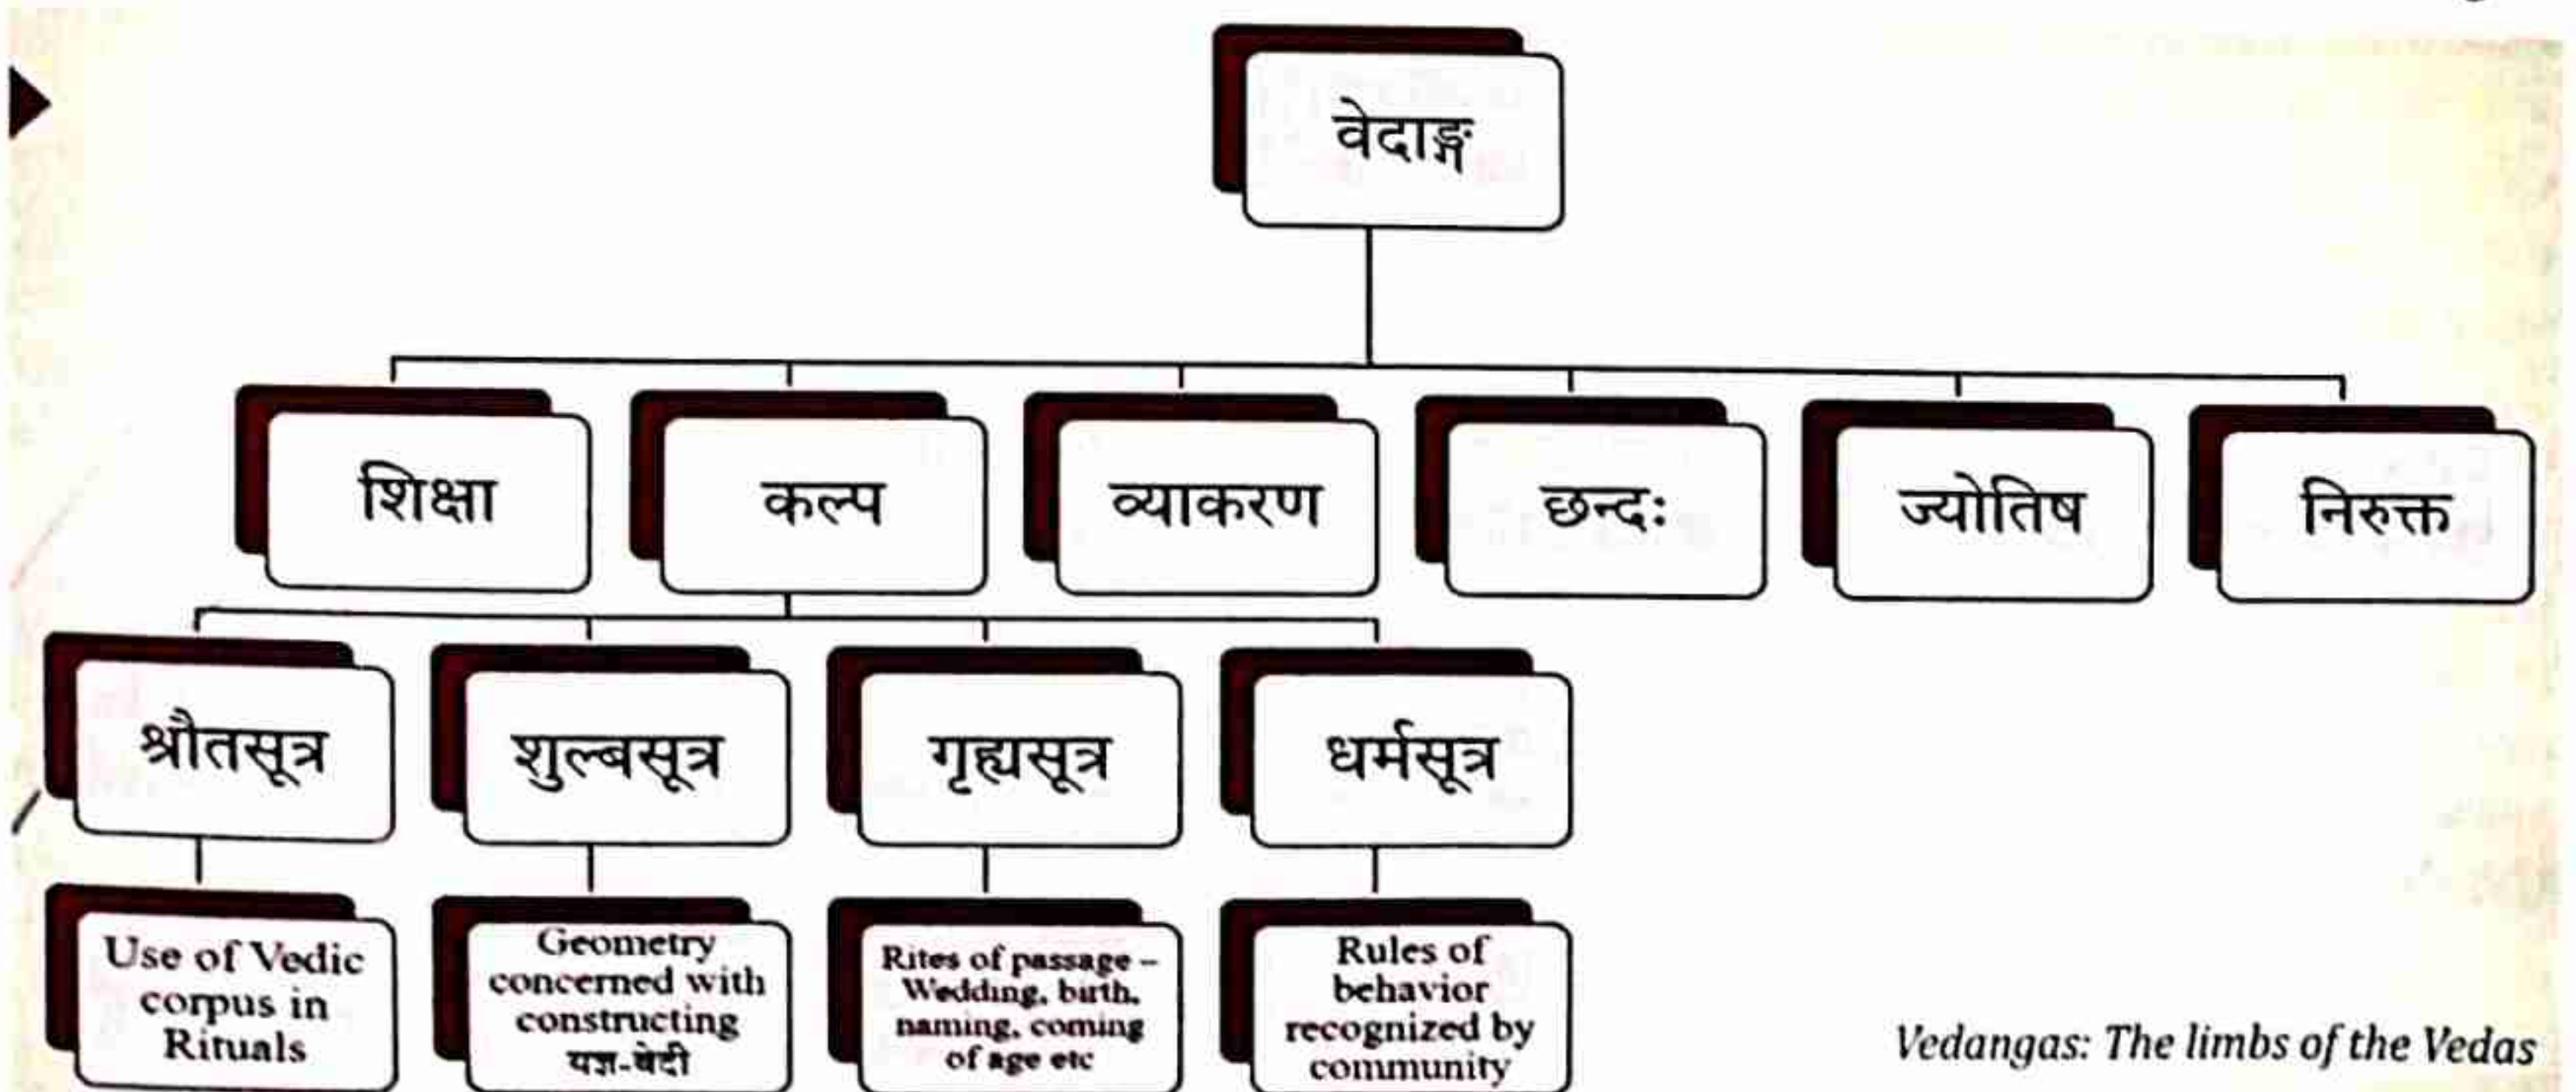 वेदाङ्ग
शिक्षा
कल्प
व्याकरण
छन्दः
ज्योतिष
निरुक्त
श्रौतसूत्र
शुल्बसूत्र
गृह्यसूत्र
धर्मसूत्र
Use of Vedic
corpus in
Rituals
Geometry
concerned with
constructing
यज्ञ-बेदी
Rites of passage –
Wedding, birth,
naming, coming
of age etc
Rules of
behavior
recognized by
community
Vedangas: The limbs of the Vedas